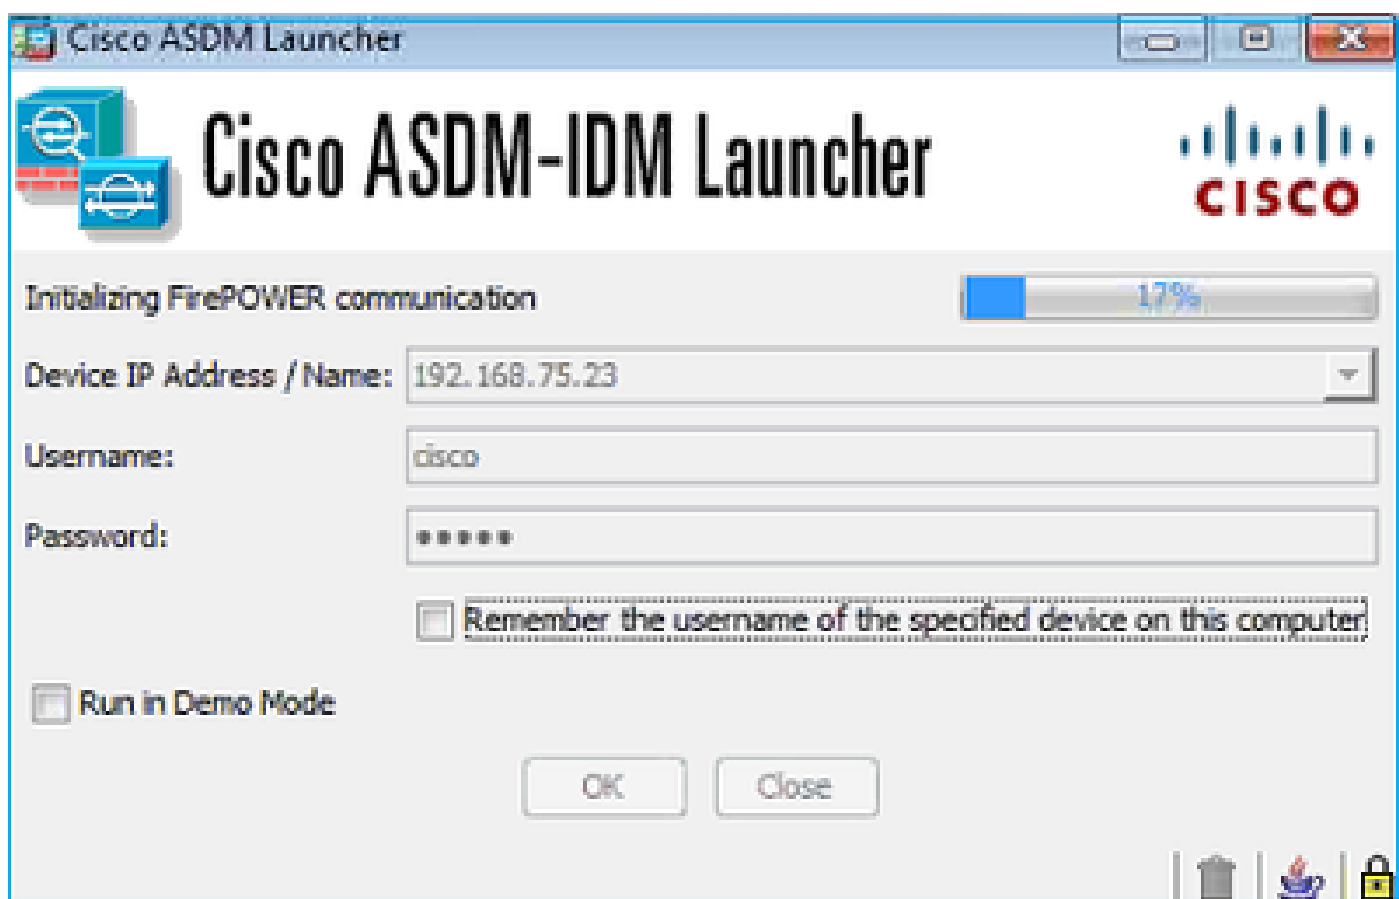 Cisco ASDM Launcher
Cisco ASDM-IDM Launcher
CISCO
Initializing FirePOWER communication
17%
Device IP Address / Name: 192.168.75.23
Username: cisco
Password: •••••
Remember the username of the specified device on this computer
Run in Demo Mode
OK Close